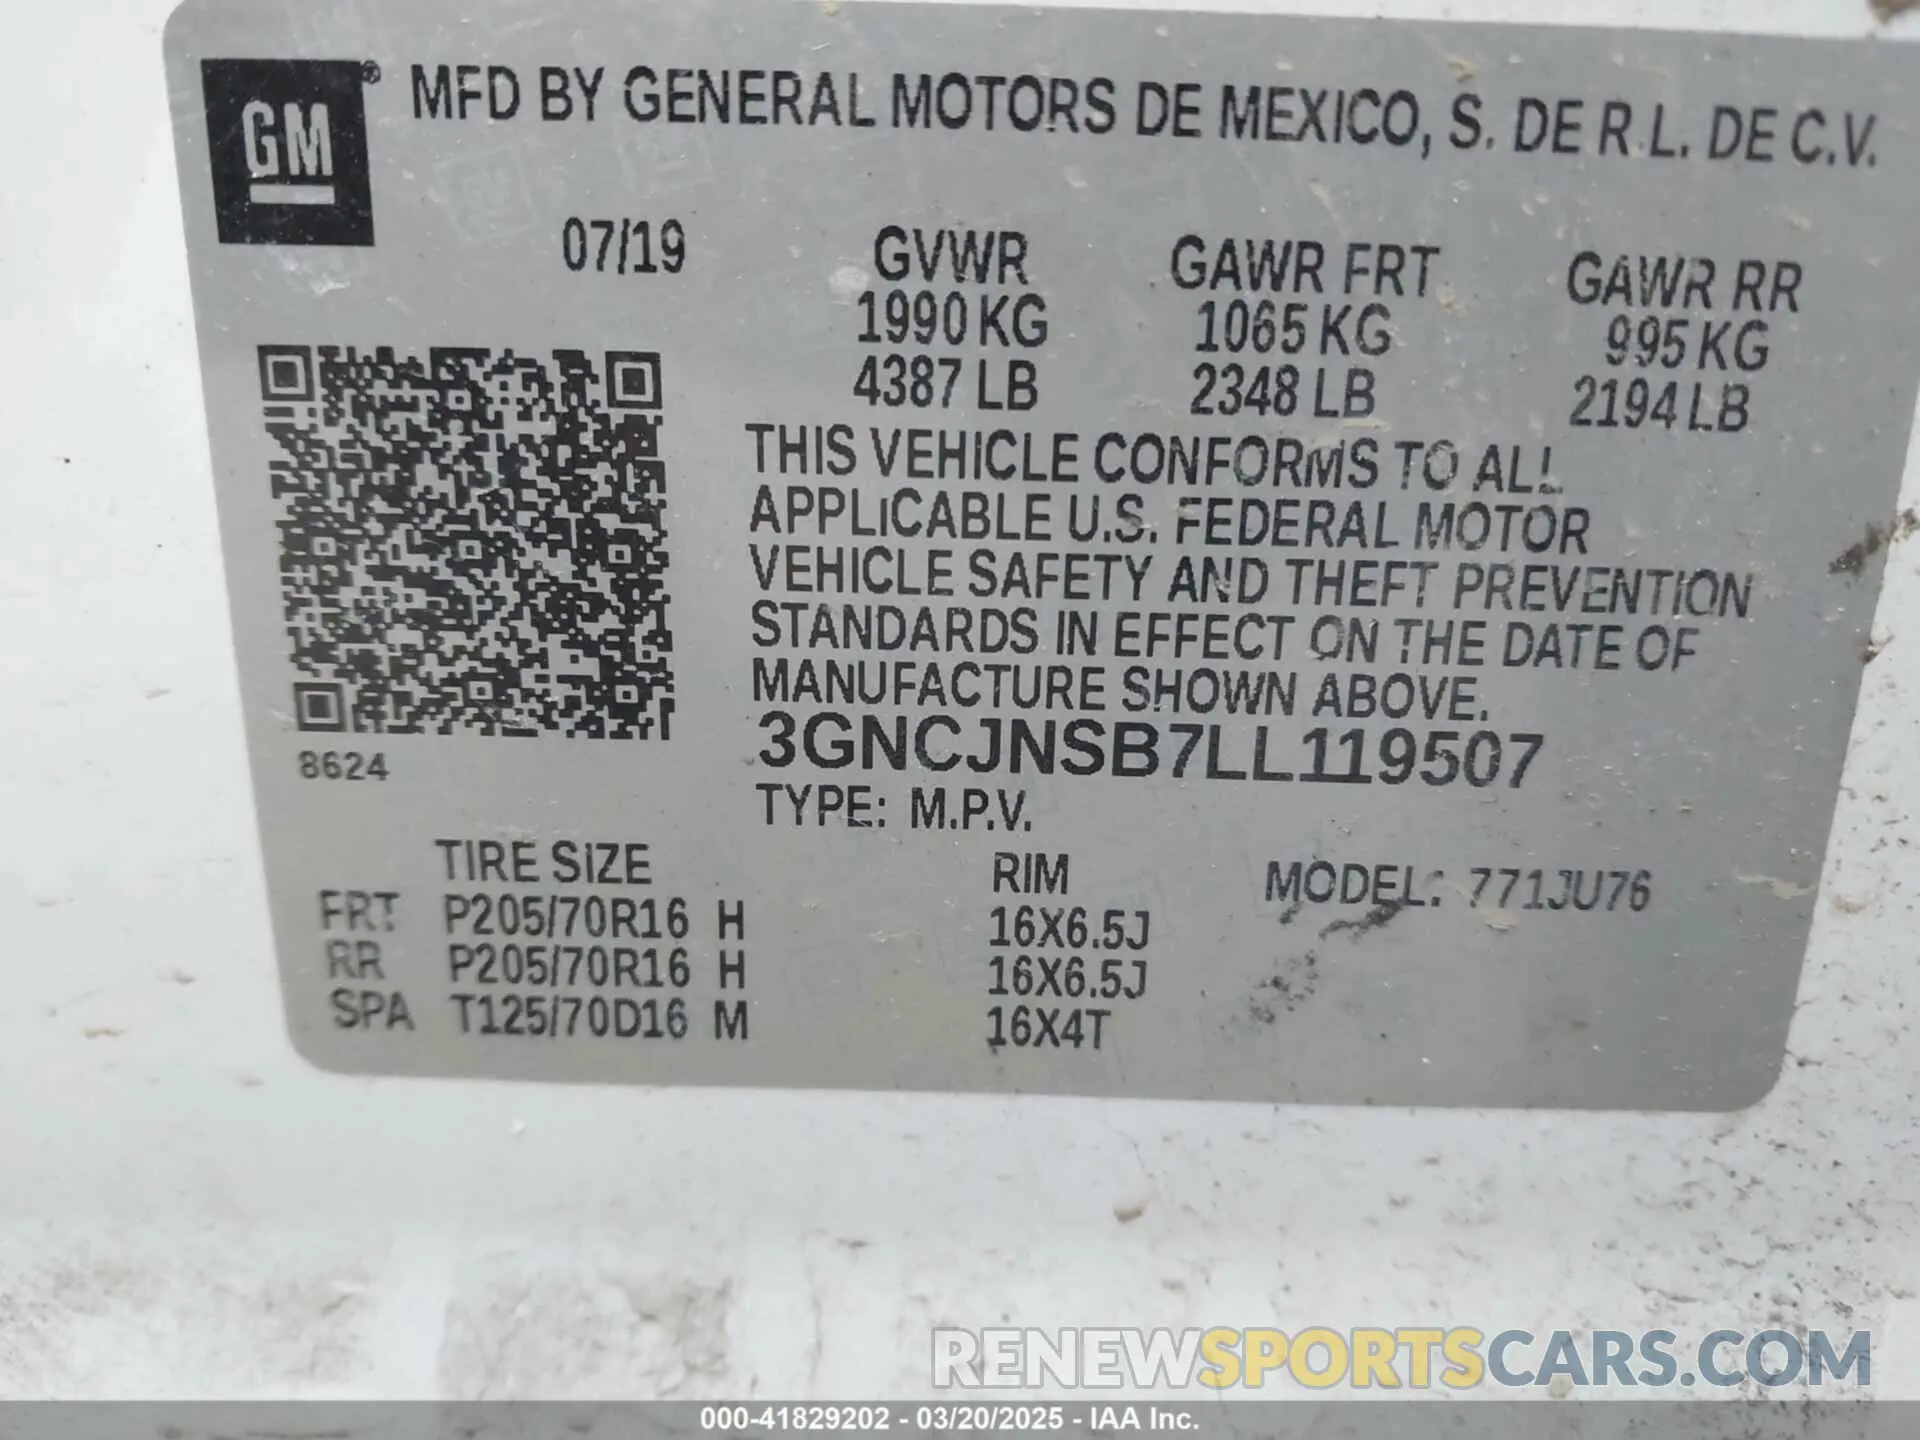 GM® MFD BY GENERAL MOTORS DE MEXICO, S. DE R.L. DE C.V.
07/19 GVWR GAWR FRT GAWR RR
1990 KG 1065 KG 995 KG
4387 LB 2348 LB 2194 LB
THIS VEHICLE CONFORMS TO ALL
APPLICABLE U.S. FEDERAL MOTOR
VEHICLE SAFETY AND THEFT PREVENTION
STANDARDS IN EFFECT ON THE DATE OF
MANUFACTURE SHOWN ABOVE.
3GNCJNSB7LL119507
8624
TYPE: M.P.V.
TIRE SIZE RIM MODEL: 771JU76
FRT P205/70R16 H 16X6.5J
RR P205/70R16 H 16X6.5J
SPA T125/70D16 M 16X4T
RENEWSPORTSCARS.COM
000-41829202 - 03/20/2025 - IAA Inc.